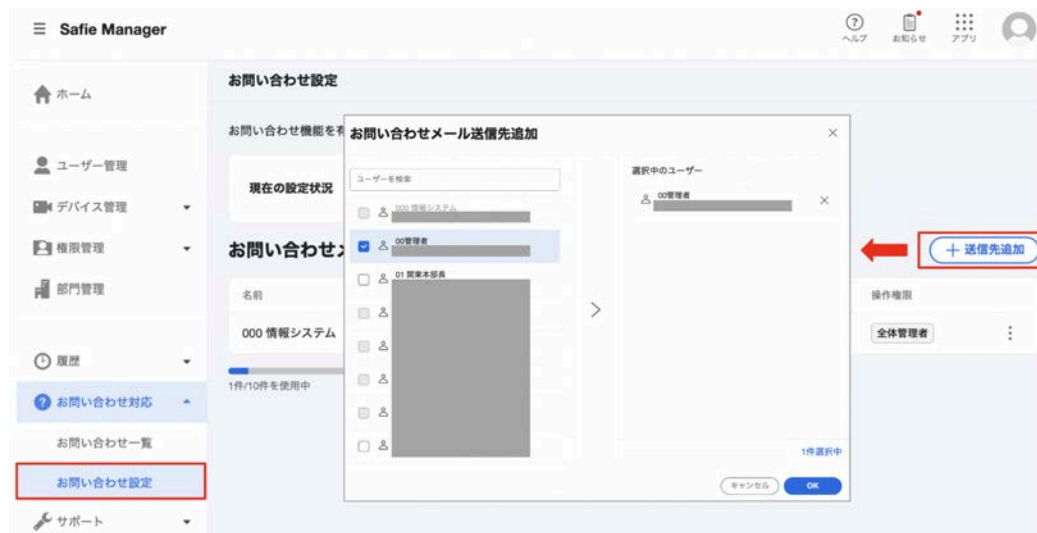 Safie Manager
ヘルプ
お知らせ
アプリ
ホーム
ユーザー管理
デバイス管理
権限管理
部門管理
履歴
お問い合わせ対応
お問い合わせ一覧
お問い合わせ設定
サポート
お問い合わせ設定
お問い合わせ機能を有
現在の設定状況
お問い合わせメ
送信先追加
名前
操作権限
000 情報システム
全体管理者
1件/10件を使用中
お問い合わせメール送信先追加
ユーザーを検索
000 情報システム
00管理者
01 関東本部長
選択中のユーザー
00管理者
1件選択中
キャンセル
OK